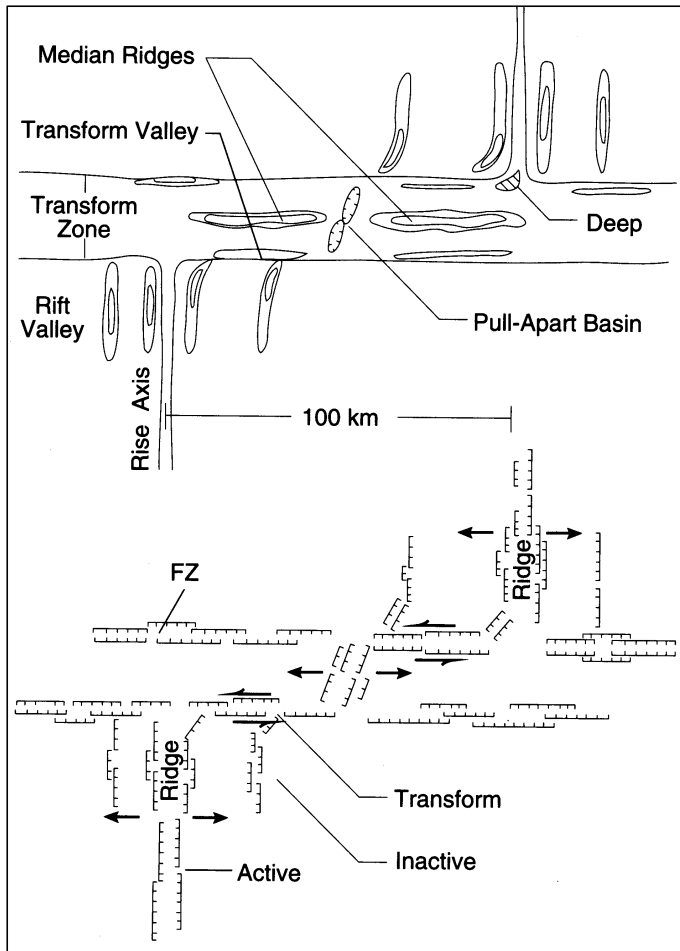 Median Ridges
Transform Valley
Transform
Zone
Deep
Rift
Valley
Pull-Apart Basin
Rise Axis
100 km
Ridge
FZ
Ridge
Transform
Inactive
Active